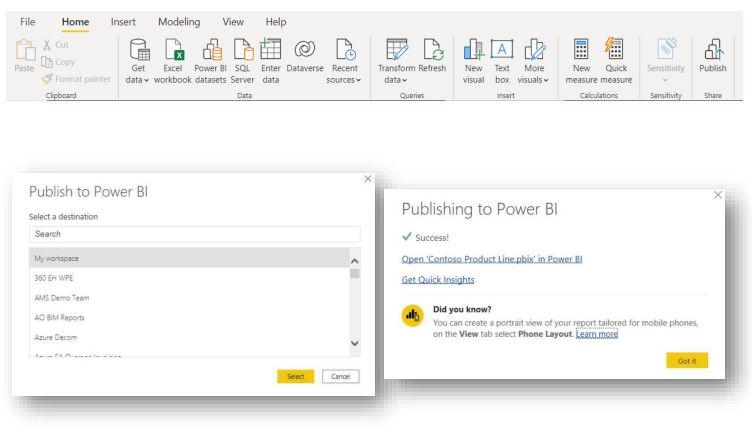 File Home Insert Modeling View Help
Paste
Cut
Copy
Format painter
Clipboard
Get data
Excel workbook
Power BI datasets
SQL Server
Enter data
Dataverse
Recent sources
Data
Transform data
Refresh
Queries
New visual
Text box
More visuals
Insert
New measure
Quick measure
Calculations
Sensitivity
Sensitivity
Publish
Share
Publish to Power BI
Select a destination
Search
My workspace
360 EH WPE
AMS Demo Team
AO BIM Reports
Azure Decom
Select Cancel
Publishing to Power BI
Success!
Open 'Contoso Product Line.pbix' in Power BI
Get Quick Insights
Did you know?
You can create a portrait view of your report tailored for mobile phones,
on the View tab select Phone Layout. Learn more
Got it